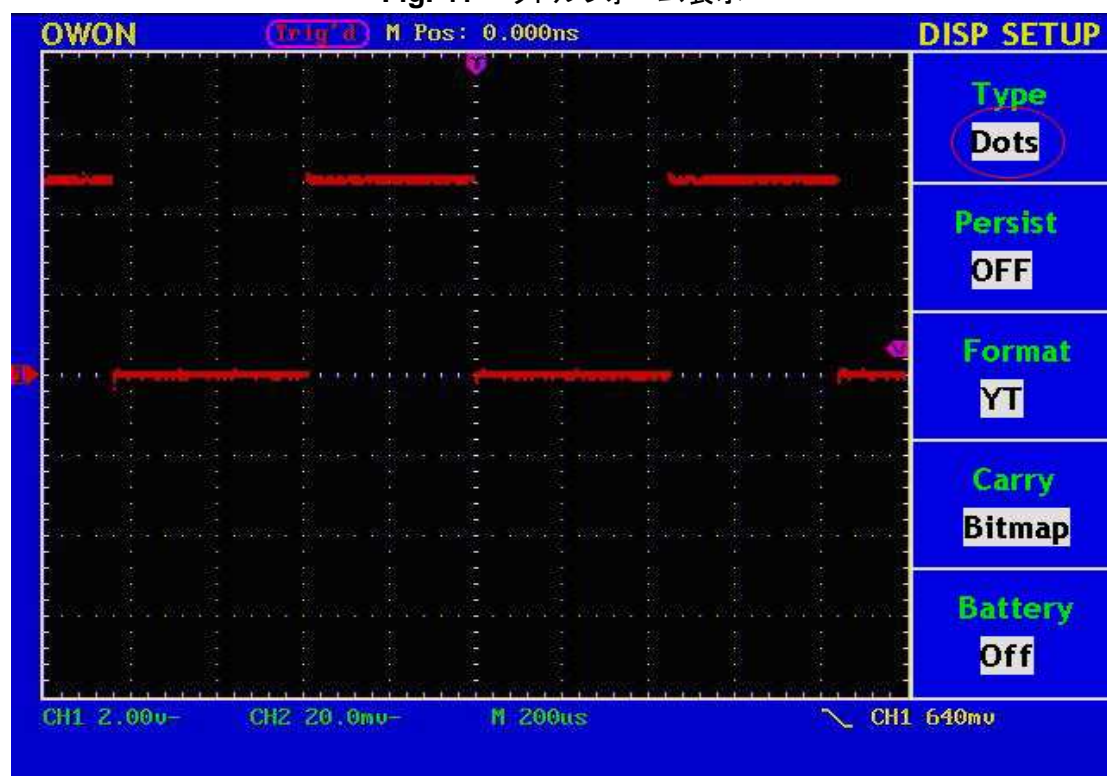 OWON Trig'd M Pos: 0.000ns DISP SETUP
Type
Dots
Persist
OFF
Format
YT
Carry
Bitmap
Battery
Off
CH1 2.00v- CH2 20.0mv- M 200us CH1 640mv